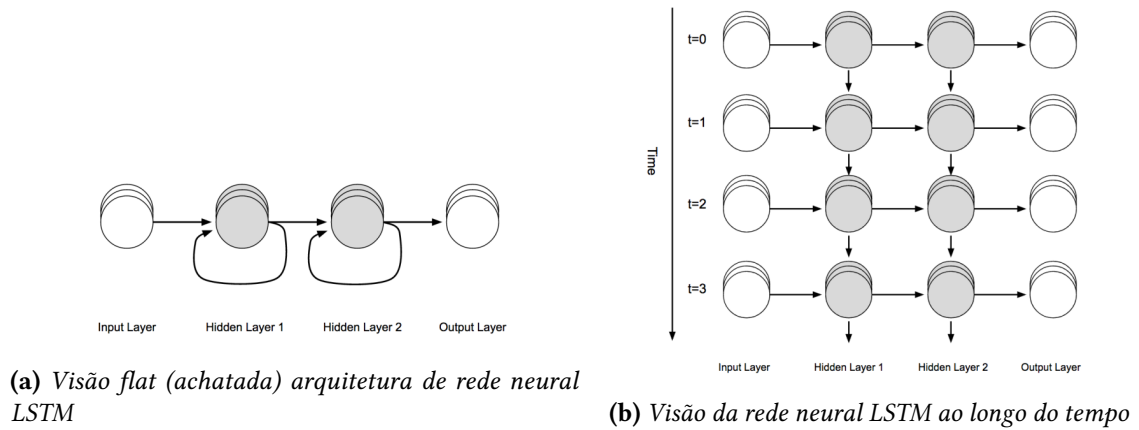 Input Layer
Hidden Layer 1
Hidden Layer 2
Output Layer
(a) Visão flat (achatada) arquitetura de rede neural
LSTM
Time
t=0
t=1
t=2
t=3
Input Layer
Hidden Layer 1
Hidden Layer 2
Output Layer
(b) Visão da rede neural LSTM ao longo do tempo